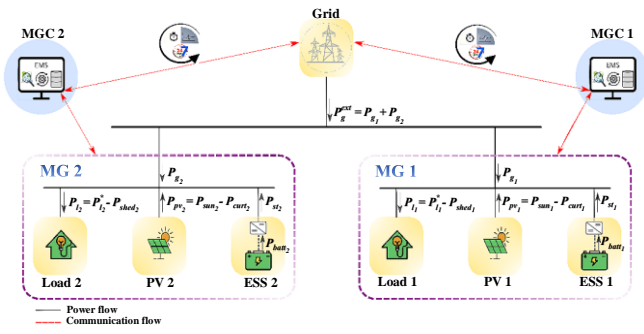 Grid
MGC 2
MGC 1
EMS
EMS
P_g^ext = P_g1 + P_g2
MG 2
P_g2
MG 1
P_g1
P_l2 = P_l2^* - P_shed2
P_pv2 = P_sun2 - P_curt2
P_st2
P_batt2
P_l1 = P_l1^* - P_shed1
P_pv1 = P_sun1 - P_curt1
P_st1
P_batt1
Load 2
PV 2
ESS 2
Load 1
PV 1
ESS 1
Power flow
Communication flow